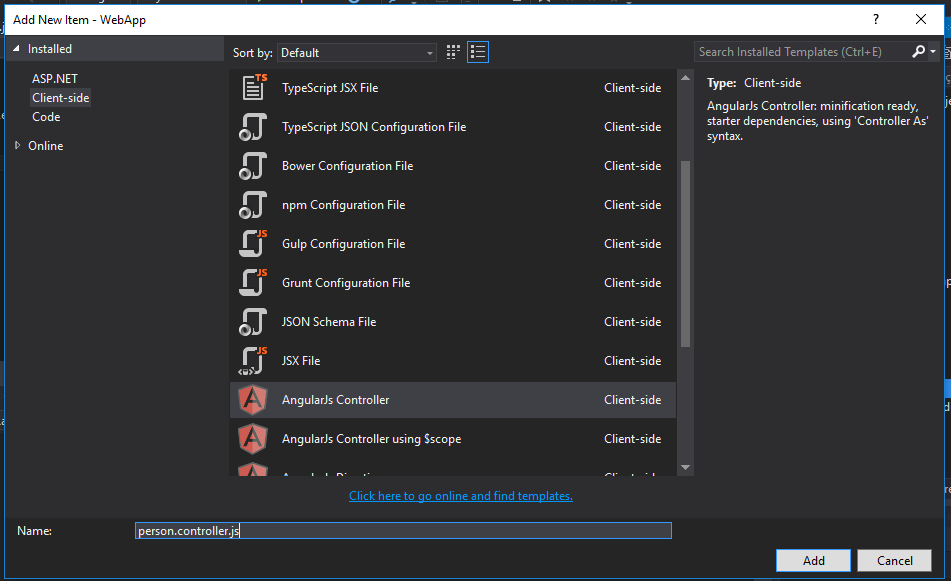 Add New Item - WebApp
?
Installed
Sort by: Default
Search Installed Templates (Ctrl+E)
ASP.NET
Client-side
Code
Online
TS
TypeScript JSX File Client-side
TypeScript JSON Configuration File Client-side
Bower Configuration File Client-side
npm Configuration File Client-side
JS
Gulp Configuration File Client-side
JS
Grunt Configuration File Client-side
JSON Schema File Client-side
JS
JSX File Client-side
AngularJs Controller Client-side
AngularJs Controller using $scope Client-side
Type: Client-side
AngularJs Controller: minification ready,
starter dependencies, using 'Controller As'
syntax.
Click here to go online and find templates.
Name: person.controller.js
Add Cancel